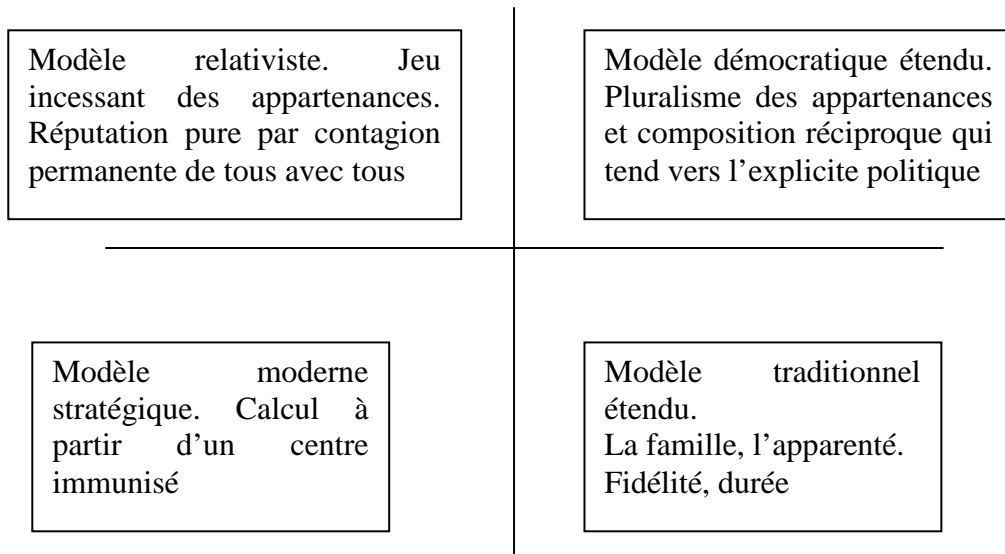 Modèle relativiste. Jeu
incessant des appartenances.
Réputation pure par contagion
permanente de tous avec tous
Modèle démocratique étendu.
Pluralisme des appartenances
et composition réciproque qui
tend vers l’explicite politique
Modèle moderne
stratégique. Calcul à
partir d’un centre
immunisé
Modèle traditionnel
étendu.
La famille, l’apparenté.
Fidélité, durée